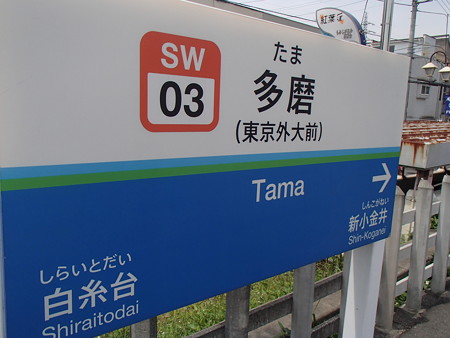 SW
03
たま
多磨
(東京外大前)
Tama
しんこがねい
新小金井
Shin-Koganei
しらいとだい
白糸台
Shiraitodai